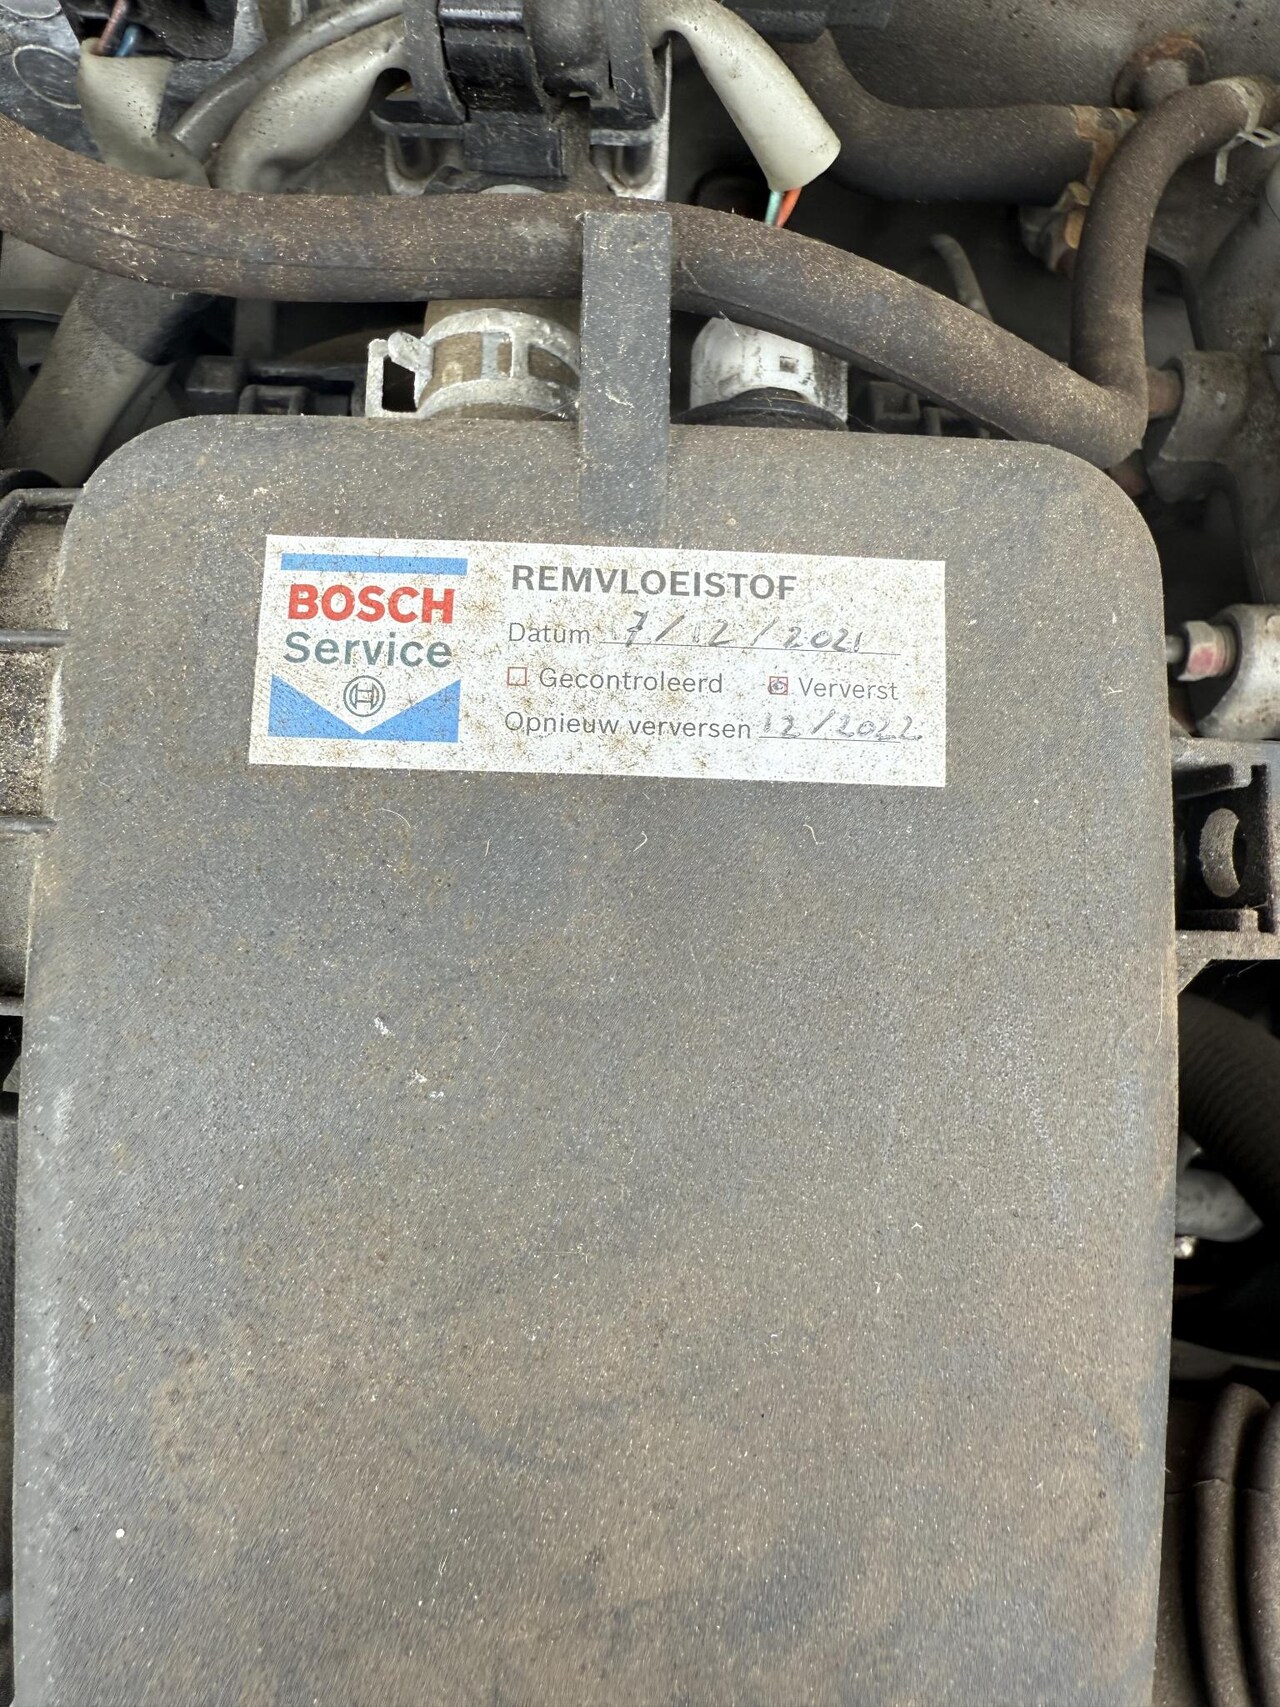 BOSCH
Service
REMVLOEISTOF
Datum 7/12/2021
Gecontroleerd Ververst
Opnieuw verversen 12/2022